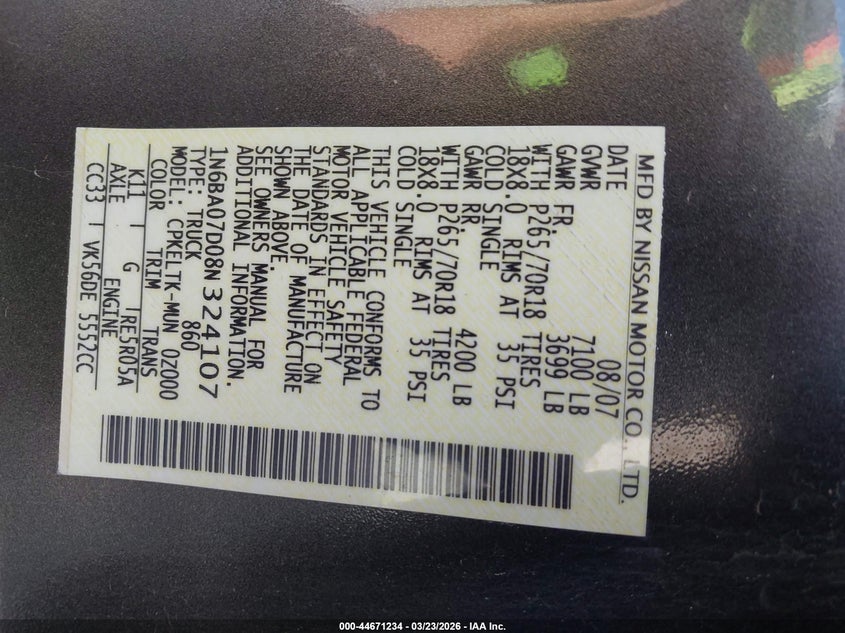 MFD BY NISSAN MOTOR CO., LTD.
DATE 08/07
GVWR 7100 LB
GAWR FR. 3699 LB
WITH P265/70R18 TIRES
18X8.0 RIMS AT 35 PSI
COLD SINGLE
GAWR RR. 4200 LB
WITH P265/70R18 TIRES
18X8.0 RIMS AT 35 PSI
COLD SINGLE
THIS VEHICLE CONFORMS TO
ALL APPLICABLE FEDERAL
MOTOR VEHICLE SAFETY
STANDARDS IN EFFECT ON
THE DATE OF MANUFACTURE
SHOWN ABOVE.
SEE OWNERS MANUAL FOR
ADDITIONAL INFORMATION.
1N6BA07D08N324107
TYPE: TRUCK 860
MODEL: CPKELTK-MUN OZ000
COLOR TRIM TRANS
K11 G RE5R05A
AXLE ENGINE
CC33 VK56DE 5552CC
000-44671234 - 03/23/2026 - IAA Inc.